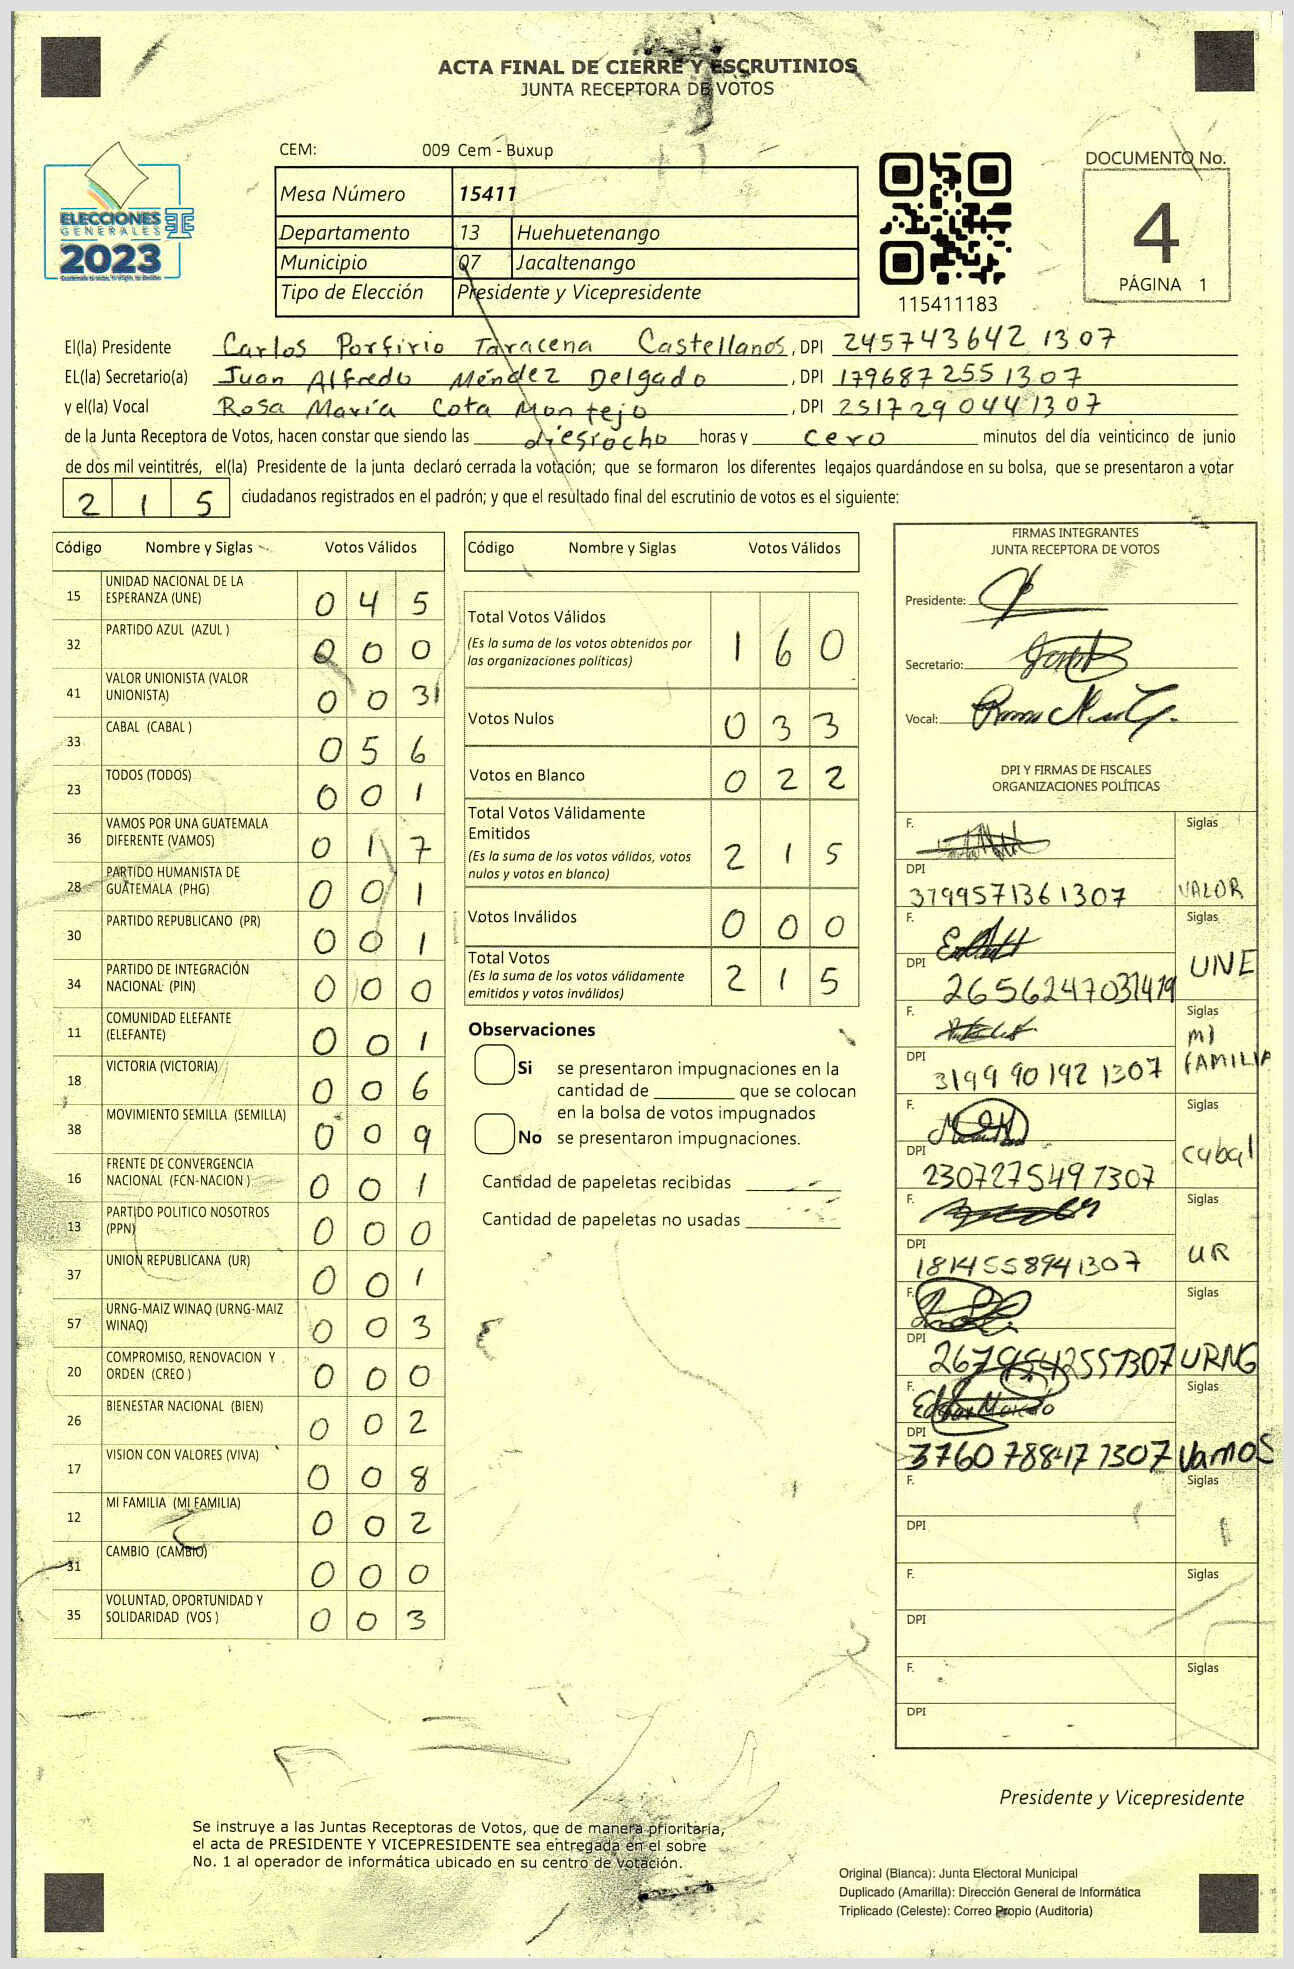 ACTA FINAL DE CIERRE Y ESCRUTINIOS
JUNTA RECEPTORA DE VOTOS
CEM: 009 Cem - Buxup
ELECCIONES
GENERALES
2023
Mesa Número 15411
Departamento 13 Huehuetenango
Municipio 07 Jacaltenango
Tipo de Elección Presidente y Vicepresidente
115411183
DOCUMENTO No.
4
PÁGINA 1
El(la) Presidente Carlos Porfirio Taracena Castellanos, DPI 245743642 1307
EL(la) Secretario(a) Juan Alfredo Méndez Delgado, DPI 179687255 1307
y el(la) Vocal Rosa María Cota Montejo, DPI 251729044 1307
de la Junta Receptora de Votos, hacen constar que siendo las diesiocho horas y cero minutos del día veinticinco de junio
de dos mil veintitrés, el(la) Presidente de la junta declaró cerrada la votación; que se formaron los diferentes legajos quardándose en su bolsa, que se presentaron a votar
2 1 5 ciudadanos registrados en el padrón; y que el resultado final del escrutinio de votos es el siguiente:
Código Nombre y Siglas Votos Válidos
15 UNIDAD NACIONAL DE LA ESPERANZA (UNE) 0 4 5
32 PARTIDO AZUL (AZUL ) 0 0 0
41 VALOR UNIONISTA (VALOR UNIONISTA) 0 0 3
33 CABAL (CABAL ) 0 5 6
23 TODOS (TODOS) 0 0 1
36 VAMOS POR UNA GUATEMALA DIFERENTE (VAMOS) 0 1 7
28 PARTIDO HUMANISTA DE GUATEMALA (PHG) 0 0 1
30 PARTIDO REPUBLICANO (PR) 0 0 1
34 PARTIDO DE INTEGRACIÓN NACIONAL (PIN) 0 0 0
11 COMUNIDAD ELEFANTE (ELEFANTE) 0 0 1
18 VICTORIA (VICTORIA) 0 0 6
38 MOVIMIENTO SEMILLA (SEMILLA) 0 0 9
16 FRENTE DE CONVERGENCIA NACIONAL (FCN-NACION ) 0 0 1
13 PARTIDO POLITICO NOSOTROS (PPN) 0 0 0
37 UNION REPUBLICANA (UR) 0 0 1
57 URNG-MAIZ WINAQ (URNG-MAIZ WINAQ) 0 0 3
20 COMPROMISO, RENOVACION Y ORDEN (CREO ) 0 0 0
26 BIENESTAR NACIONAL (BIEN) 0 0 2
17 VISION CON VALORES (VIVA) 0 0 8
12 MI FAMILIA (MI FAMILIA) 0 0 2
31 CAMBIO (CAMBIO) 0 0 0
35 VOLUNTAD, OPORTUNIDAD Y SOLIDARIDAD (VOS ) 0 0 3
Código Nombre y Siglas Votos Válidos
Total Votos Válidos 1 6 0
(Es la suma de los votos obtenidos por
las organizaciones políticas)
Votos Nulos 0 3 3
Votos en Blanco 0 2 2
Total Votos Válidamente
Emitidos 2 1 5
(Es la suma de los votos válidos, votos
nulos y votos en blanco)
Votos Inválidos 0 0 0
Total Votos 2 1 5
(Es la suma de los votos válidamente
emitidos y votos inválidos)
Observaciones
Si se presentaron impugnaciones en la
cantidad de ________ que se colocan
en la bolsa de votos impugnados
No se presentaron impugnaciones.
Cantidad de papeletas recibidas
Cantidad de papeletas no usadas
FIRMAS INTEGRANTES
JUNTA RECEPTORA DE VOTOS
Presidente:
Secretario:
Vocal:
DPI Y FIRMAS DE FISCALES
ORGANIZACIONES POLÍTICAS
F. Siglas
DPI 3799571361307 VALOR
F. Siglas
DPI 2656247031419 UNE
F. Siglas
DPI 3199 90192 1307 MI FAMILIA
F. Siglas
DPI 230727549 1307 cabal
F. Siglas
DPI 1814558941307 UR
F. Siglas
DPI 2679542551307 URNG
F. Siglas
DPI 3760 78847 1307 Vamos
F. Siglas
DPI
F. Siglas
DPI
F. Siglas
DPI
Presidente y Vicepresidente
Se instruye a las Juntas Receptoras de Votos, que de manera prioritaria,
el acta de PRESIDENTE Y VICEPRESIDENTE sea entregada en el sobre
No. 1 al operador de informática ubicado en su centro de votación.
Original (Blanca): Junta Electoral Municipal
Duplicado (Amarilla): Dirección General de Informática
Triplicado (Celeste): Correo Propio (Auditoria)